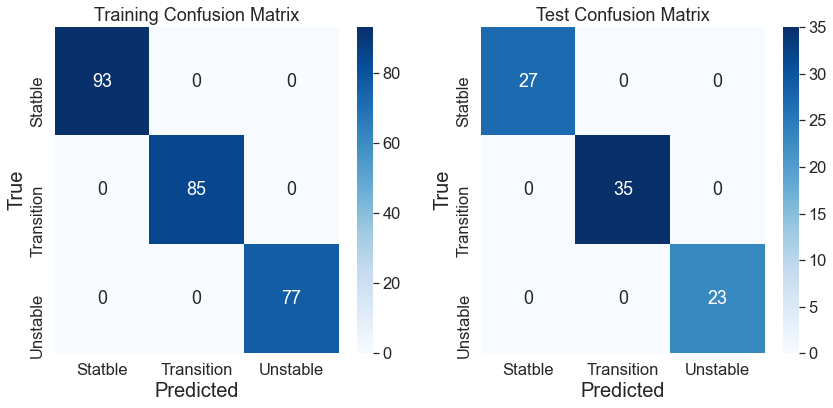 Training Confusion Matrix
True
Statble
Transition
Unstable
93 0 0
0 85 0
0 0 77
Statble Transition Unstable
Predicted
80
60
40
20
0
Test Confusion Matrix
True
Statble
Transition
Unstable
27 0 0
0 35 0
0 0 23
Statble Transition Unstable
Predicted
35
30
25
20
15
10
5
0